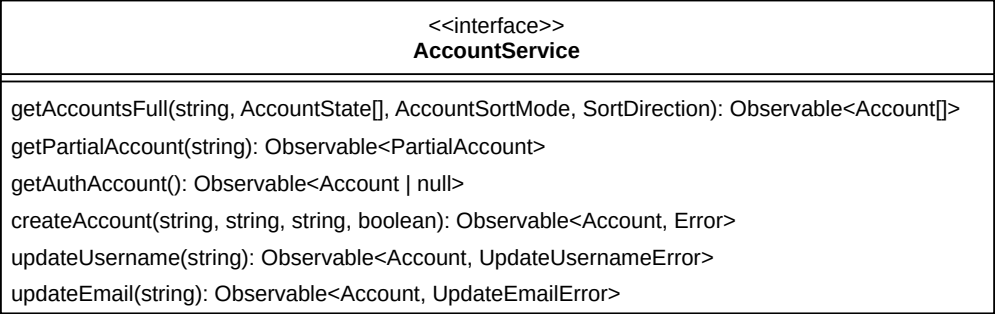 <<interface>>
AccountService
getAccountsFull(string, AccountState[], AccountSortMode, SortDirection): Observable<Account[]>
getPartialAccount(string): Observable<PartialAccount>
getAuthAccount(): Observable<Account | null>
createAccount(string, string, string, boolean): Observable<Account, Error>
updateUsername(string): Observable<Account, UpdateUsernameError>
updateEmail(string): Observable<Account, UpdateEmailError>